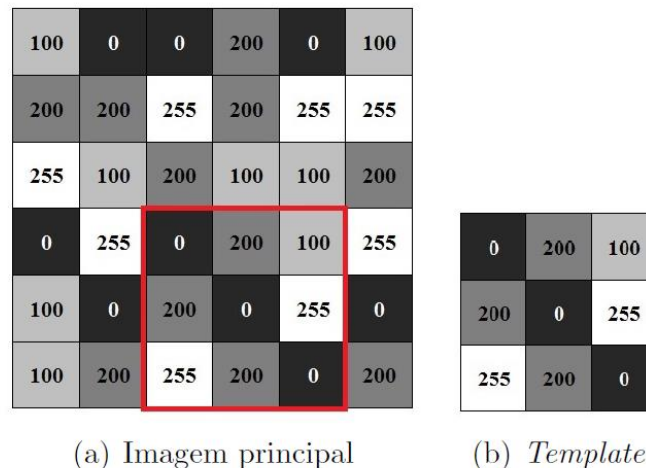 100 0 0 200 0 100
200 200 255 200 255 255
255 100 200 100 100 200
0 255 0 200 100 255
100 0 200 0 255 0
100 200 255 200 0 200
0 200 100
200 0 255
255 200 0
(a) Imagem principal
(b) Template